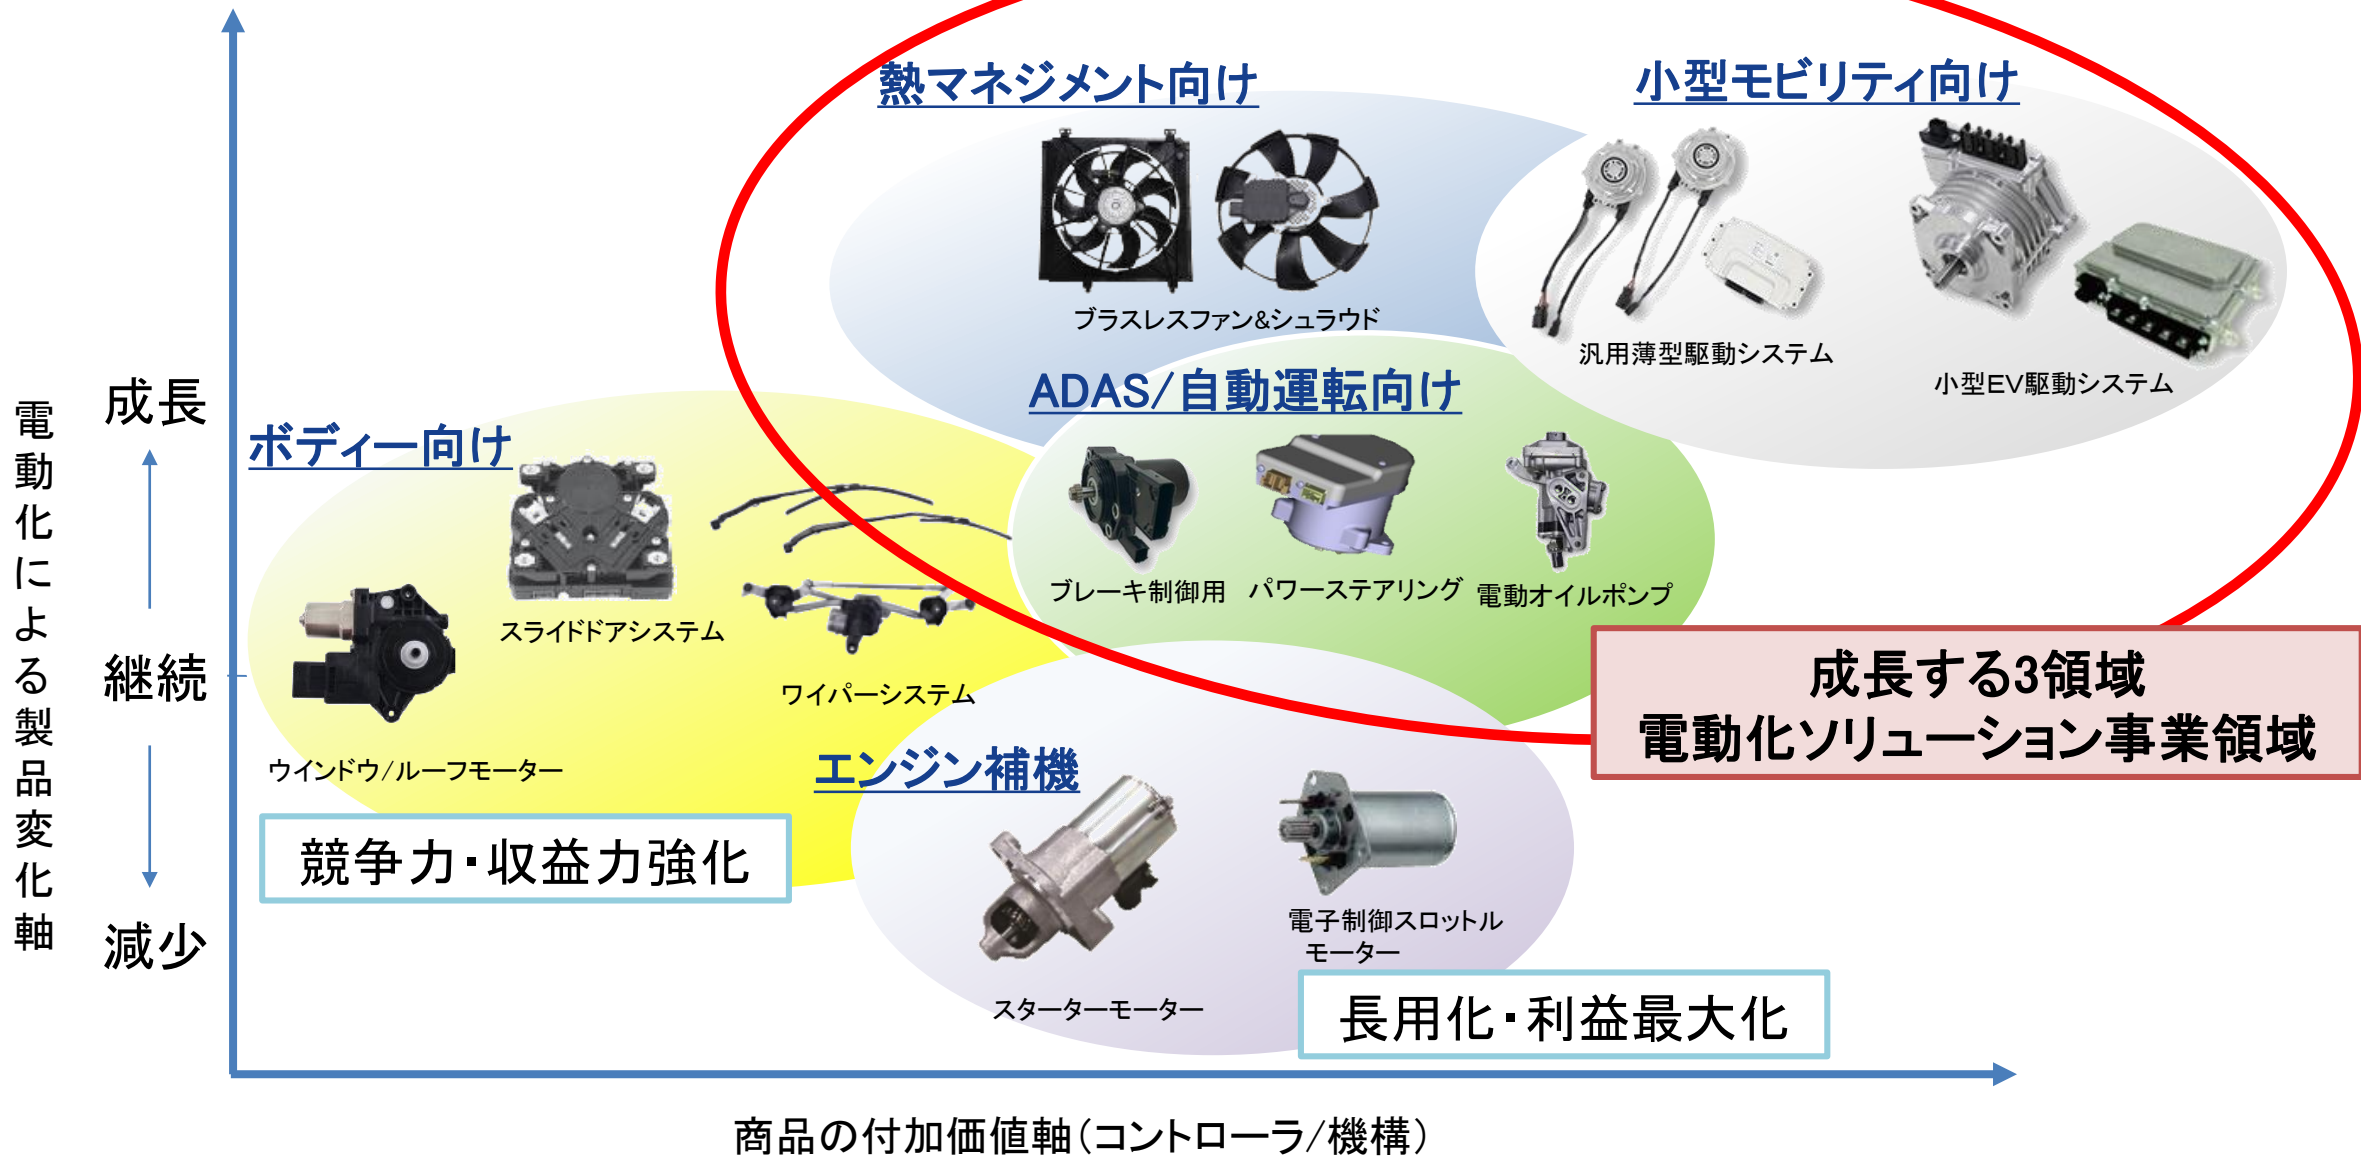 熱マネジメント向け
小型モビリティ向け
ブラスレスファン&シュラウド
汎用薄型駆動システム
小型EV駆動システム
成長
ADAS/自動運転向け
ボディー向け
ブレーキ制御用
パワーステアリング
電動オイルポンプ
スライドドアシステム
電動化による製品変化軸
継続
ワイパーシステム
成長する3領域
電動化ソリューション事業領域
ウインドウ/ルーフモーター
エンジン補機
競争力・収益力強化
減少
電子制御スロットル
モーター
スターターモーター
長用化・利益最大化
商品の付加価値軸(コントローラ/機構)